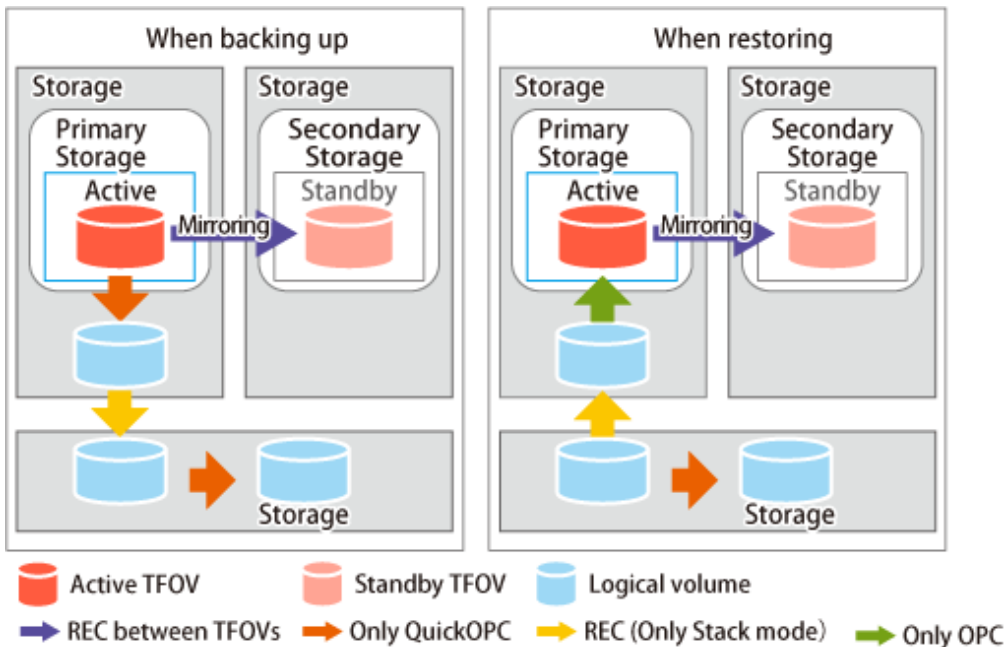 When backing up
Storage
Storage
Primary
Storage
Secondary
Storage
Active
Standby
Mirroring
Storage
When restoring
Storage
Storage
Primary
Storage
Secondary
Storage
Active
Standby
Mirroring
Storage
Active TFOV
Standby TFOV
Logical volume
REC between TFOVs
Only QuickOPC
REC (Only Stack mode)
Only OPC